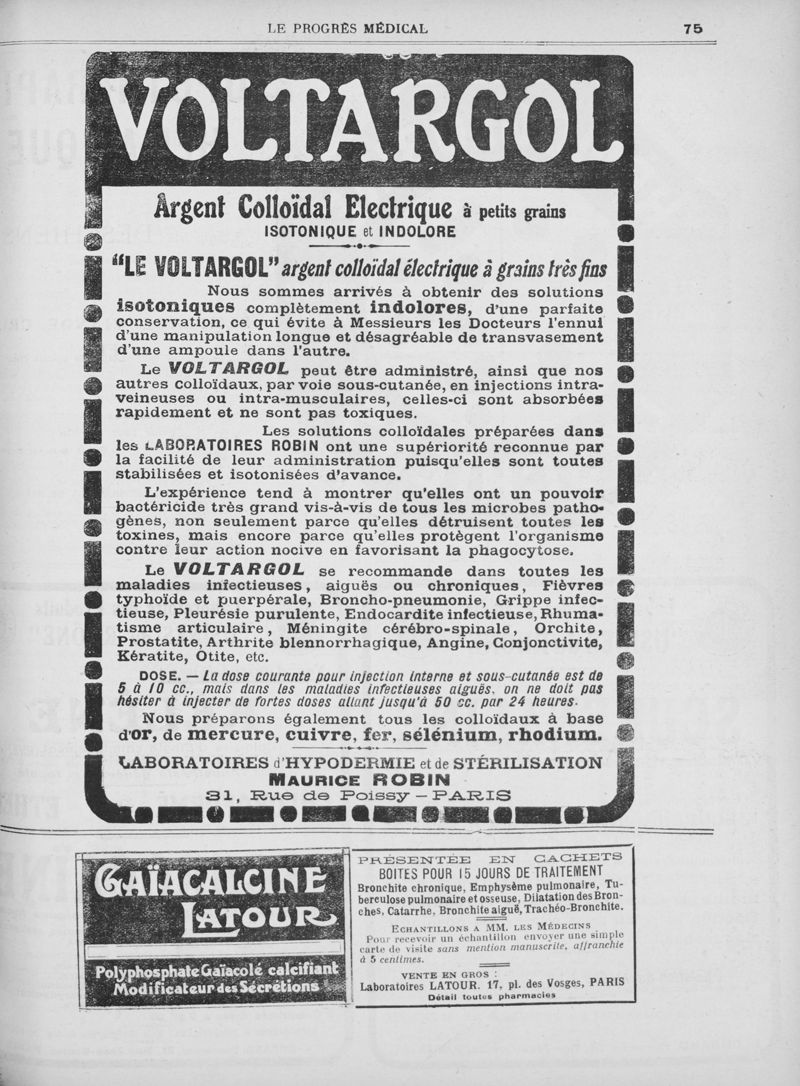 LE PROGRÈS MÉDICAL
75
VOLTARGOL
Argent Colloïdal Electrique à petits grains
ISOTONIQUE et INDOLORE
"LE VOLTARGOL" argent colloïdal électrique à grains très fins
Nous sommes arrivés à obtenir des solutions
isotoniques complètement indolores, d'une parfaite
conservation, ce qui évite à Messieurs les Docteurs l'ennui
d'une manipulation longue et désagréable de transvasement
d'une ampoule dans l'autre.
Le VOLTARGOL peut être administré, ainsi que nos
autres colloïdaux, par voie sous-cutanée, en injections intra-
veineuses ou intra-musculaires, celles-ci sont absorbées
rapidement et ne sont pas toxiques.
Les solutions colloïdales préparées dans
les LABORATOIRES ROBIN ont une supériorité reconnue par
la facilité de leur administration puisqu'elles sont toutes
stabilisées et isotonisées d'avance.
L'expérience tend à montrer qu'elles ont un pouvoir
bactéricide très grand vis-à-vis de tous les microbes patho-
gènes, non seulement parce qu'elles détruisent toutes les
toxines, mais encore parce qu'elles protègent l'organisme
contre leur action nocive en favorisant la phagocytose.
Le VOLTARGOL se recommande dans toutes les
maladies infectieuses, aiguës ou chroniques, Fièvres
typhoïde et puerpérale, Broncho-pneumonie, Grippe infec-
tieuse, Pleurésie purulente, Endocardite infectieuse, Rhuma-
tisme articulaire, Méningite cérébro-spinale, Orchite,
Prostatite, Arthrite blennorrhagique, Angine, Conjonctivite,
Kératite, Otite, etc.
DOSE. — La dose courante pour injection interne et sous-cutanée est de
5 à 10 cc., mais dans les maladies infectieuses aiguës, on ne doit pas
hésiter à injecter de fortes doses allant jusqu'à 50 cc. par 24 heures.
Nous préparons également tous les colloïdaux à base
d'or, de mercure, cuivre, fer, sélénium, rhodium.
LABORATOIRES d'HYPODERMIE et de STÉRILISATION
MAURICE ROBIN
31, Rue de Poissy — PARIS
GAÏACALCINE
LATOUR
Polyphosphate Gaïacolé calcifiant
Modificateur des Sécrétions
PRÉSENTÉE EN CACHETS
BOITES POUR 15 JOURS DE TRAITEMENT
Bronchite chronique, Emphysème pulmonaire, Tu-
berculose pulmonaire et osseuse, Dilatation des Bron-
ches, Catarrhe, Bronchite aiguë, Trachéo-Bronchite.
ECHANTILLONS A MM. LES MÉDECINS
Pour recevoir un échantillon envoyer une simple
carte de visite sans mention manuscrite, affranchie
à 5 centimes.
VENTE EN GROS :
Laboratoires LATOUR. 17, pl. des Vosges, PARIS
Détail toutes pharmacies